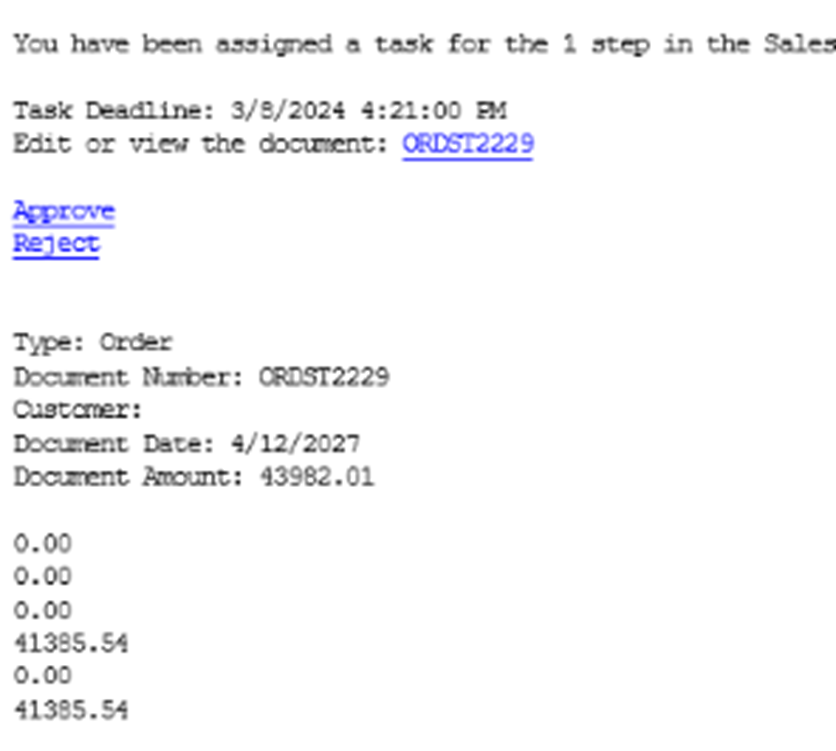 You have been assigned a task for the 1 step in the Sales
Task Deadline: 3/8/2024 4:21:00 PM
Edit or view the document: ORDST2229
Approve
Reject
Type: Order
Document Number: ORDST2229
Customer:
Document Date: 4/12/2027
Document Amount: 43982.01
0.00
0.00
0.00
41385.54
0.00
41385.54